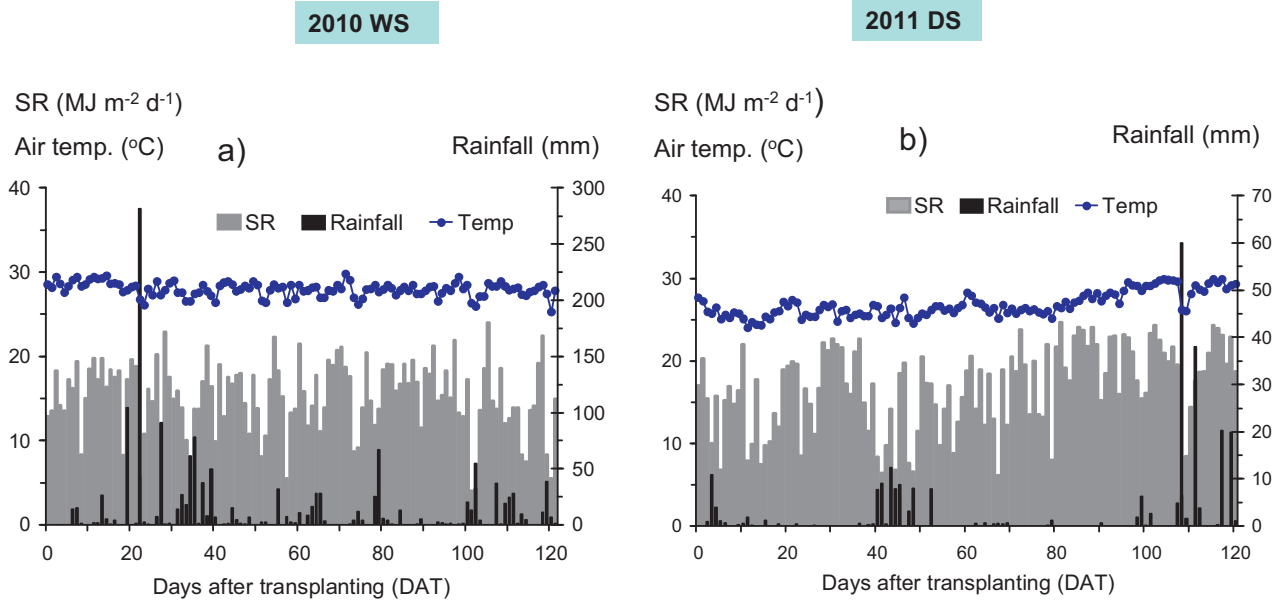 2010 WS
SR (MJ m-2 d-1)
Air temp. (oC)
a)
Rainfall (mm)
40
30
20
10
0
300
250
200
150
100
50
0
SR
Rainfall
Temp
0 20 40 60 80 100 120
Days after transplanting (DAT)
2011 DS
SR (MJ m-2 d-1)
Air temp. (oC)
b)
Rainfall (mm)
40
30
20
10
0
70
60
50
40
30
20
10
0
SR
Rainfall
Temp
0 20 40 60 80 100 120
Days after transplanting (DAT)